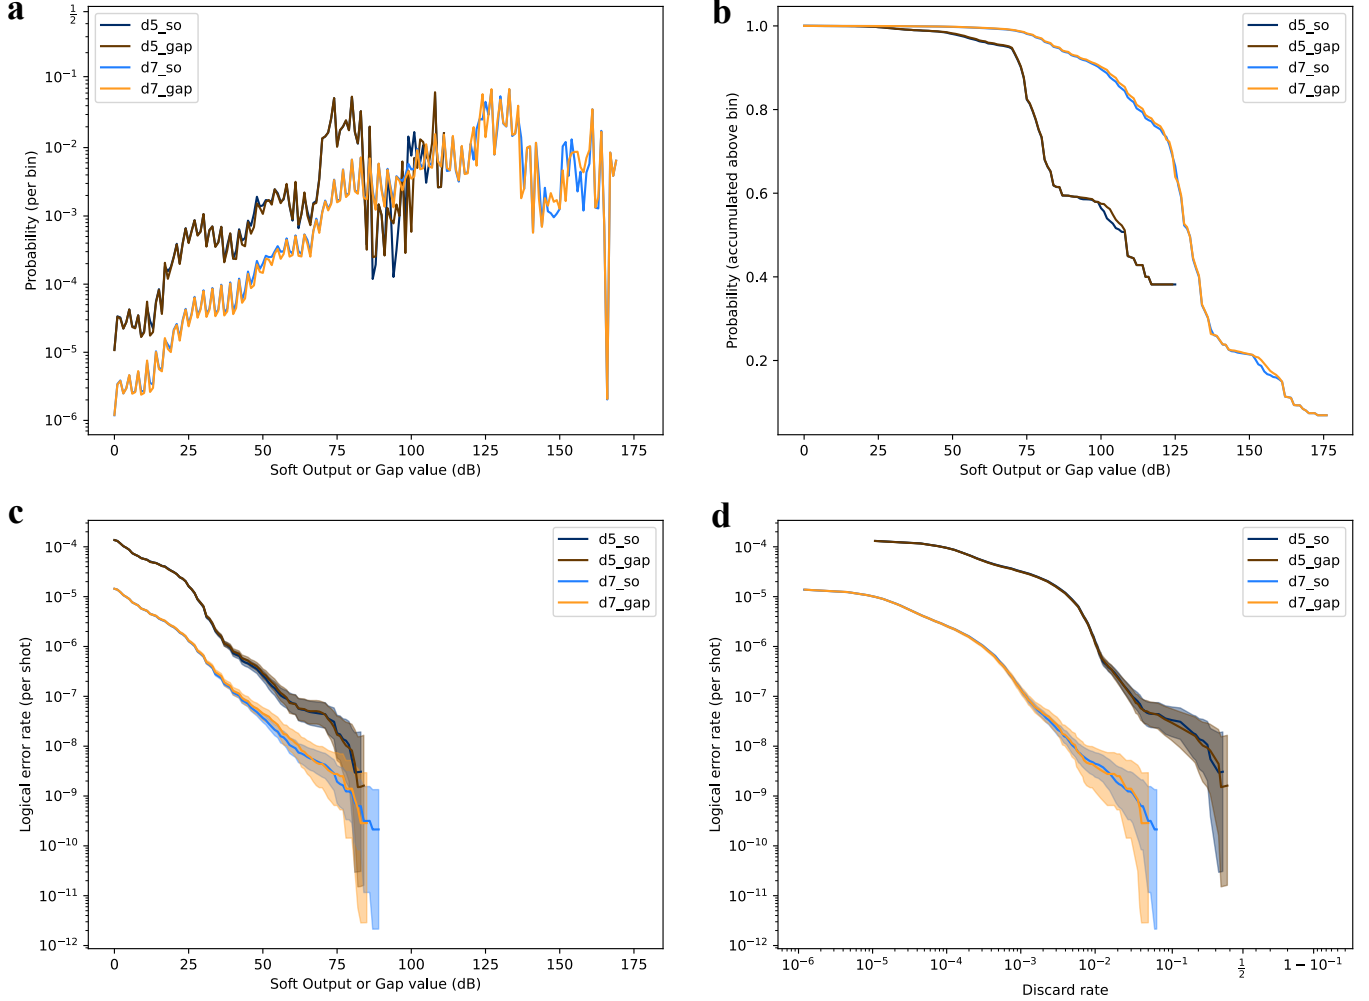 a
d5_so
d5_gap
d7_so
d7_gap
1/2
10⁻¹
10⁻²
10⁻³
10⁻⁴
10⁻⁵
10⁻⁶
Probability (per bin)
0 25 50 75 100 125 150 175
Soft Output or Gap value (dB)
b
d5_so
d5_gap
d7_so
d7_gap
1.0
0.8
0.6
0.4
0.2
Probability (accumulated above bin)
0 25 50 75 100 125 150 175
Soft Output or Gap value (dB)
c
d5_so
d5_gap
d7_so
d7_gap
10⁻⁴
10⁻⁵
10⁻⁶
10⁻⁷
10⁻⁸
10⁻⁹
10⁻¹⁰
10⁻¹¹
10⁻¹²
Logical error rate (per shot)
0 25 50 75 100 125 150 175
Soft Output or Gap value (dB)
d
d5_so
d5_gap
d7_so
d7_gap
10⁻⁴
10⁻⁵
10⁻⁶
10⁻⁷
10⁻⁸
10⁻⁹
10⁻¹⁰
10⁻¹¹
10⁻¹²
Logical error rate (per shot)
10⁻⁶ 10⁻⁵ 10⁻⁴ 10⁻³ 10⁻² 10⁻¹ 1/2 1−10⁻¹
Discard rate